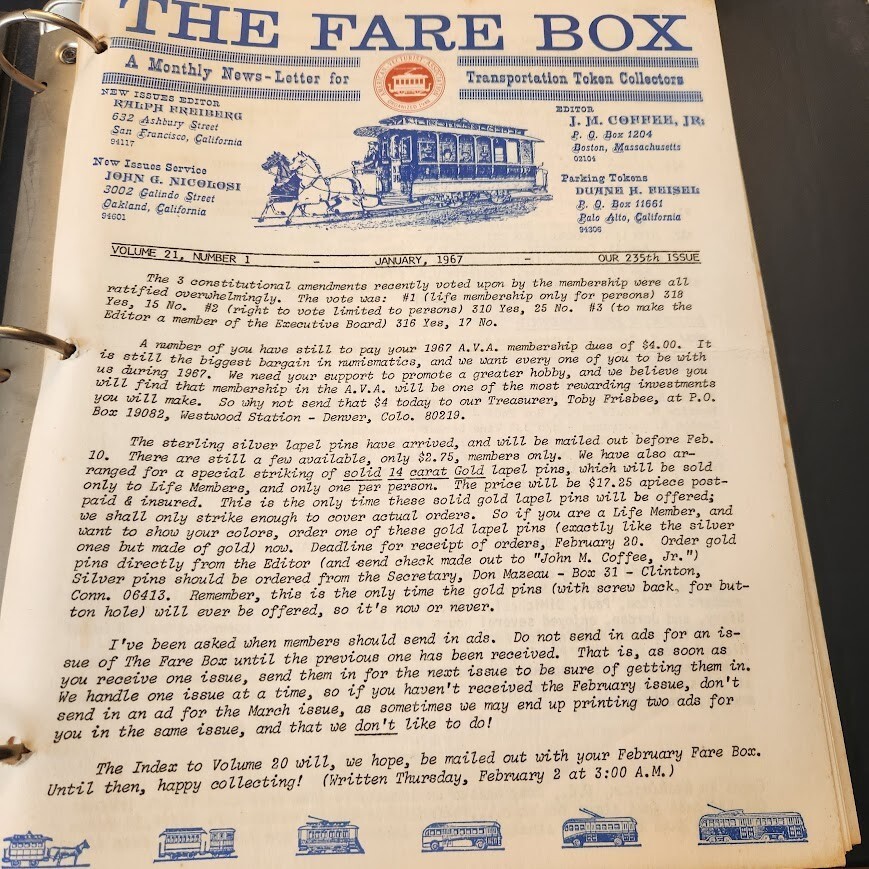 THE FARE BOX
A Monthly News-Letter for
Transportation Token Collectors
NEW ISSUES EDITOR
RALPH FREIBERG
632 Ashbury Street
San Francisco, California
94117
New Issues Service
JOHN G. NICOLOSI
3002 Galindo Street
Oakland, California
94601
EDITOR
J. M. COFFEE, JR.
P. O. Box 1204
Boston, Massachusetts
02104
Parking Tokens
DUANE H. FEISEL
P. O. Box 11661
Palo Alto, California
94306
VOLUME 21, NUMBER 1 - JANUARY, 1967 - OUR 235th ISSUE
The 3 constitutional amendments recently voted upon by the membership were all
ratified overwhelmingly. The vote was: #1 (life membership only for persons) 318
Yes, 15 No. #2 (right to vote limited to persons) 310 Yes, 25 No. #3 (to make the
Editor a member of the Executive Board) 316 Yes, 17 No.
A number of you have still to pay your 1967 A.V.A. membership dues of $4.00. It
is still the biggest bargain in numismatics, and we want every one of you to be with
us during 1967. We need your support to promote a greater hobby, and we believe you
will find that membership in the A.V.A. will be one of the most rewarding investments
you will make. So why not send that $4 today to our Treasurer, Toby Frisbee, at P.O.
Box 19082, Westwood Station - Denver, Colo. 80219.
The sterling silver lapel pins have arrived, and will be mailed out before Feb.
10. There are still a few available, only $2.75, members only. We have also ar-
ranged for a special striking of solid 14 carat Gold lapel pins, which will be sold
only to Life Members, and only one per person. The price will be $17.25 apiece post-
paid & insured. This is the only time these solid gold lapel pins will be offered;
we shall only strike enough to cover actual orders. So if you are a Life Member, and
want to show your colors, order one of these gold lapel pins (exactly like the silver
ones but made of gold) now. Deadline for receipt of orders, February 20. Order gold
pins directly from the Editor (and send check made out to "John M. Coffee, Jr.")
Silver pins should be ordered from the Secretary, Don Mazeau - Box 31 - Clinton,
Conn. 06413. Remember, this is the only time the gold pins (with screw back, for but-
ton hole) will ever be offered, so it's now or never.
I've been asked when members should send in ads. Do not send in ads for an is-
sue of The Fare Box until the previous one has been received. That is, as soon as
you receive one issue, send them in for the next issue to be sure of getting them in.
We handle one issue at a time, so if you haven't received the February issue, don't
send in an ad for the March issue, as sometimes we may end up printing two ads for
you in the same issue, and that we don't like to do!
The Index to Volume 20 will, we hope, be mailed out with your February Fare Box.
Until then, happy collecting! (Written Thursday, February 2 at 3:00 A.M.)